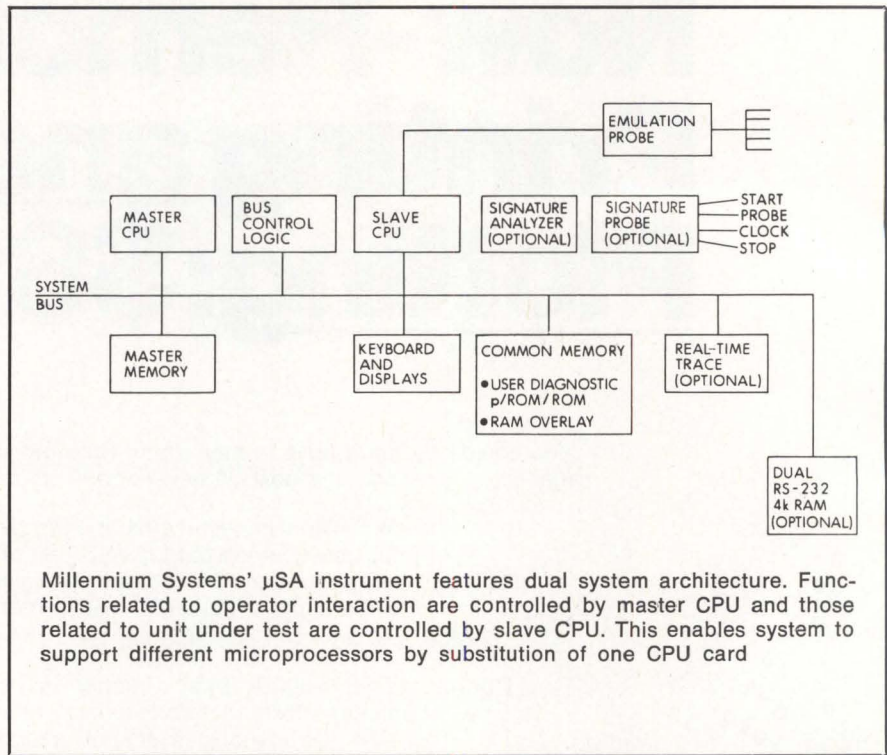 EMULATION
PROBE
MASTER
CPU
BUS
CONTROL
LOGIC
SLAVE
CPU
SIGNATURE
ANALYZER
(OPTIONAL)
SIGNATURE
PROBE
(OPTIONAL)
START
PROBE
CLOCK
STOP
SYSTEM
BUS
MASTER
MEMORY
KEYBOARD
AND
DISPLAYS
COMMON MEMORY
•USER DIAGNOSTIC
p/ROM/ROM
•RAM OVERLAY
REAL-TIME
TRACE
(OPTIONAL)
DUAL
RS-232
4k RAM
(OPTIONAL)
Millennium Systems' µSA instrument features dual system architecture. Func-
tions related to operator interaction are controlled by master CPU and those
related to unit under test are controlled by slave CPU. This enables system to
support different microprocessors by substitution of one CPU card